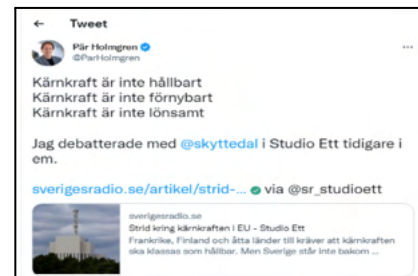 Tweet
Pär Holmgren
@ParHolmgren
Kärnkraft är inte hållbart
Kärnkraft är inte förnybart
Kärnkraft är inte lönsamt
Jag debatterade med @skyttedal i Studio Ett tidigare i
em.
sverigesradio.se/artikel/strid-... via @sr_studioett
sverigesradio.se
Strid kring kärnkraften i EU - Studio Ett
Frankrike, Finland och åtta länder till kräver att kärnkraften
ska klassas som hållbar. Men Sverige står inte bakom ...